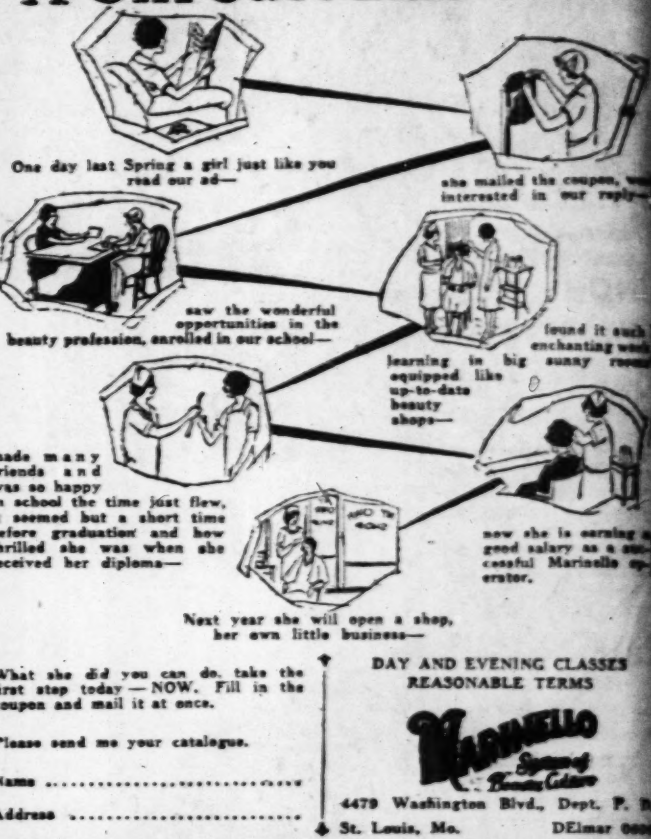 One day last Spring a girl just like you
read our ad—
she mailed the coupon, was
interested in our reply—
saw the wonderful
opportunities in the
beauty profession, enrolled in our school—
found it such
enchanting work
learning in big sunny rooms
equipped like
up-to-date
beauty
shops—
made many
friends and
was so happy
school the time just flew,
seemed but a short time
before graduation and how
thrilled she was when she
received her diploma—
now she is earning a
good salary as a suc-
cessful Marinello op-
erator.
Next year she will open a shop,
her own little business—
What she did you can do, take the
first step today — NOW. Fill in the
coupon and mail it at once.
Please send me your catalogue.
Name
Address
DAY AND EVENING CLASSES
REASONABLE TERMS
MARINELLO
System of
Beauty Culture
4479 Washington Blvd., Dept. P.
St. Louis, Mo. DElmar